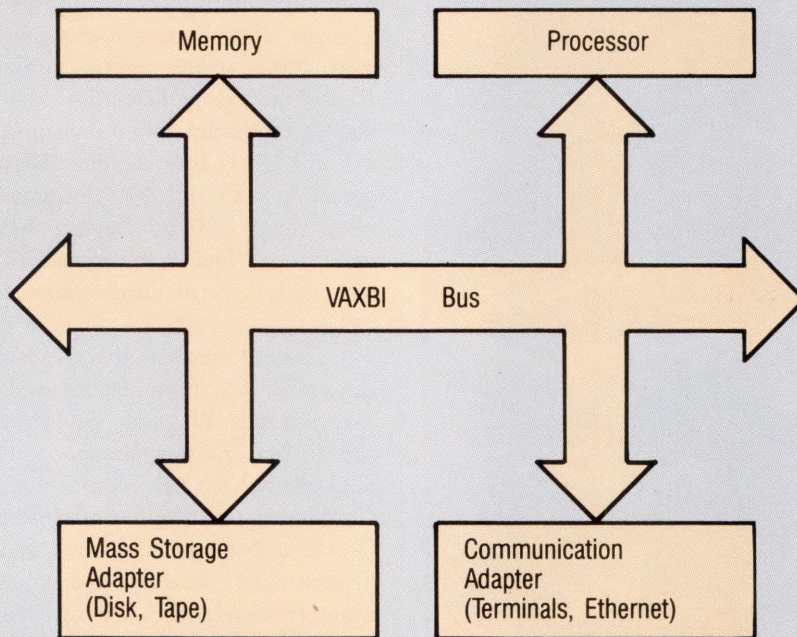 Memory
Processor
VAXBI Bus
Mass Storage
Adapter
(Disk, Tape)
Communication
Adapter
(Terminals, Ethernet)